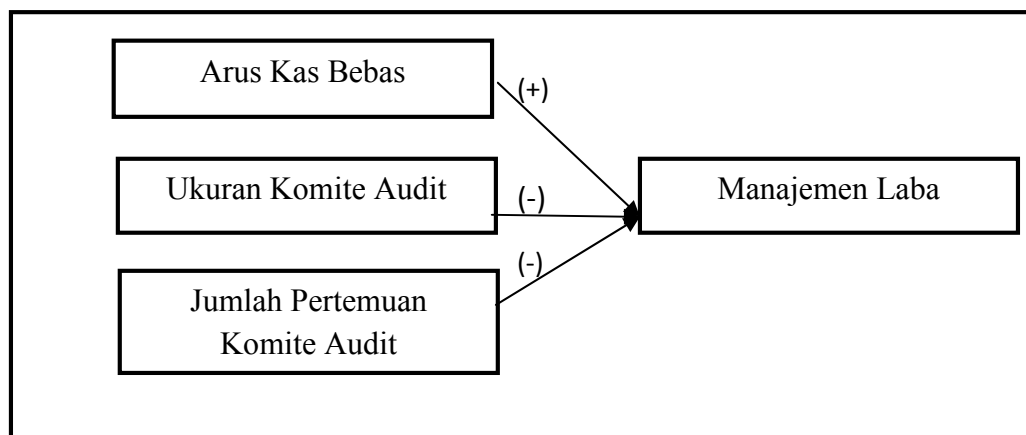 Arus Kas Bebas
(+)
Ukuran Komite Audit
(-)
Manajemen Laba
(-)
Jumlah Pertemuan
Komite Audit